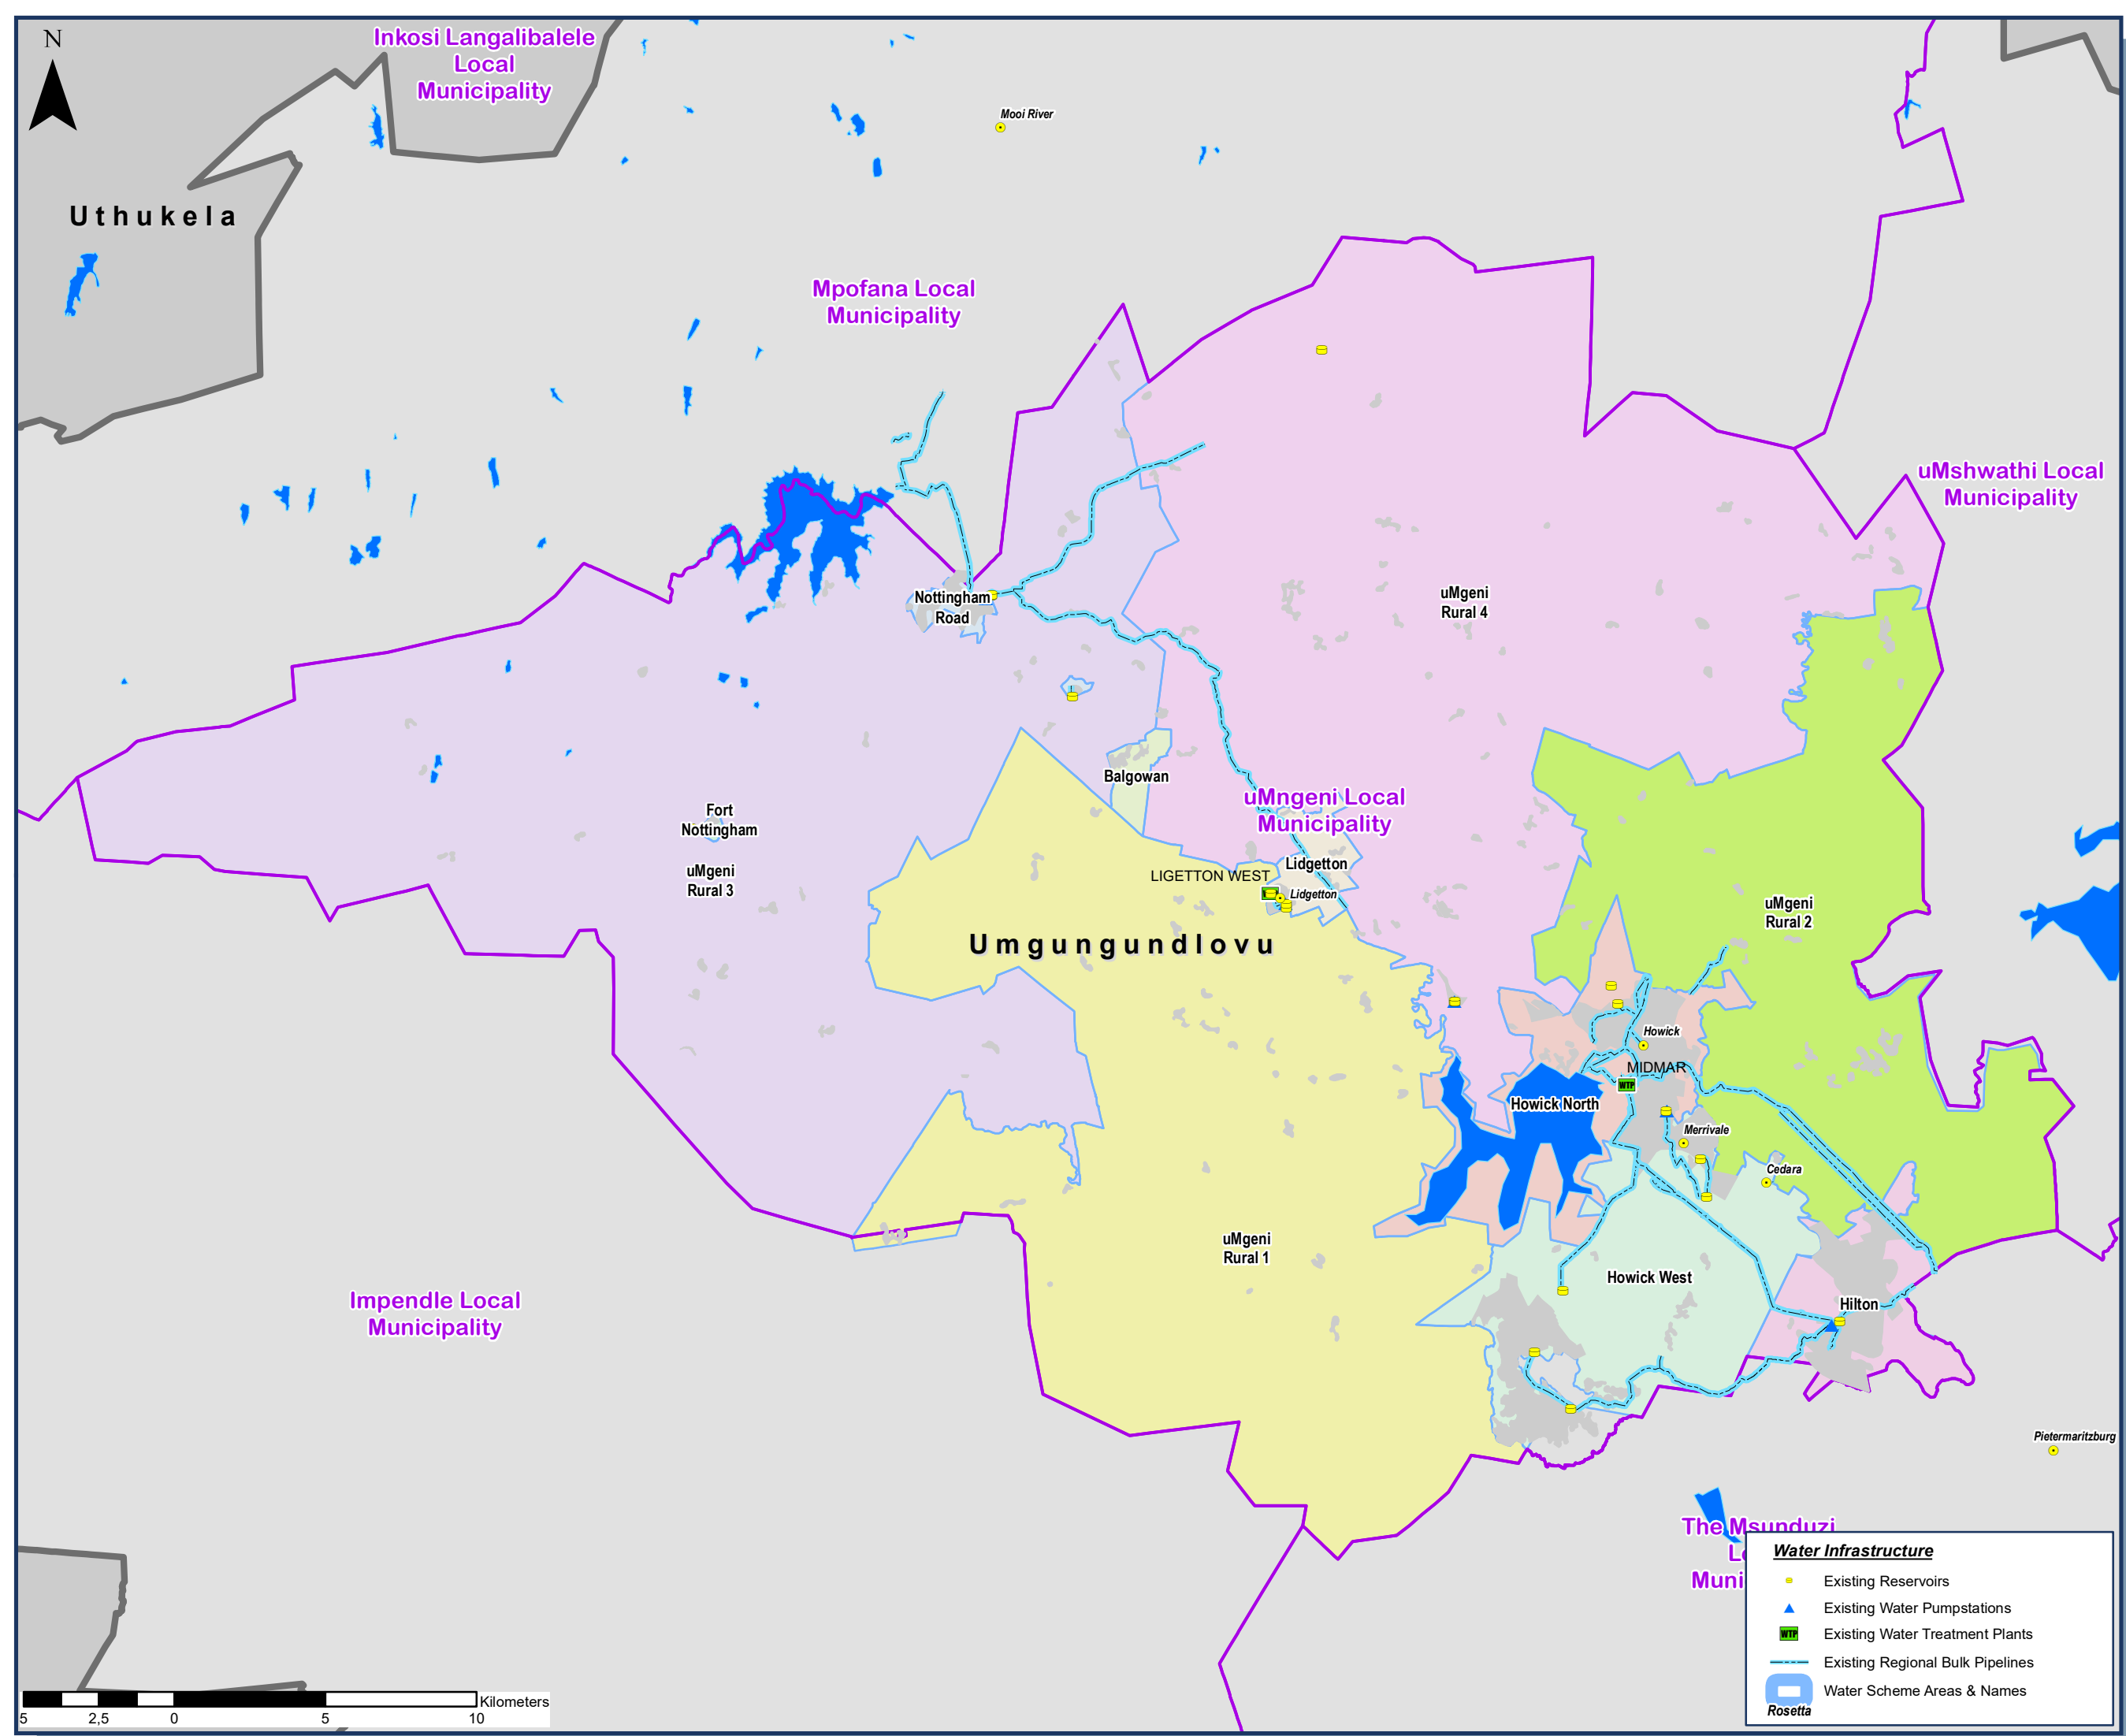 N
Inkosi Langalibalele
Local
Municipality
Mooi River
Uthukela
Mpofana Local
Municipality
uMshwathi Local
Municipality
Nottingham
Road
uMgeni
Rural 4
Balgowan
uMngeni Local
Municipality
Fort
Nottingham
uMgeni
Rural 3
Lidgetton
LIGETTON WEST
WTP
Lidgetton
uMgeni
Rural 2
Umgungundlovu
Howick
MIDMAR
WTP
Howick North
Merrivale
Cedara
uMgeni
Rural 1
Howick West
Hilton
Impendle Local
Municipality
Pietermaritzburg
The Msunduzi
Lo
Muni
Water Infrastructure
Existing Reservoirs
Existing Water Pumpstations
WTP Existing Water Treatment Plants
Existing Regional Bulk Pipelines
Water Scheme Areas & Names
Rosetta
Kilometers
5 2,5 0 5 10